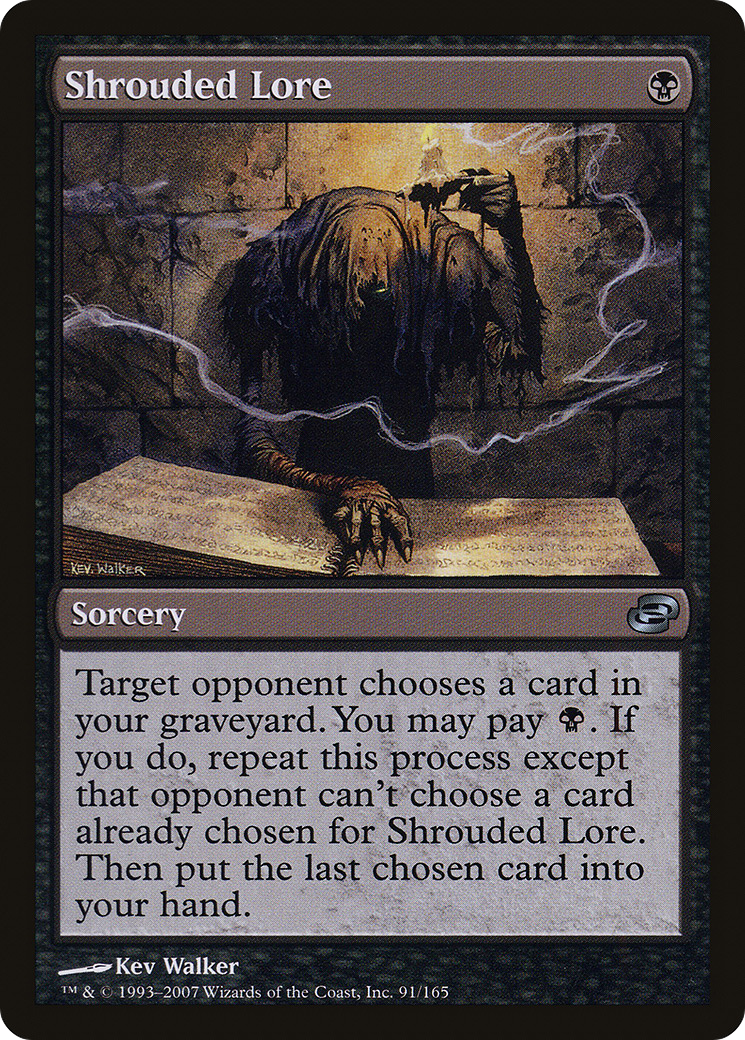 Shrouded Lore
KEV. WALKER
Sorcery
Target opponent chooses a card in
your graveyard. You may pay . If
you do, repeat this process except
that opponent can't choose a card
already chosen for Shrouded Lore.
Then put the last chosen card into
your hand.
Kev Walker
™ & © 1993–2007 Wizards of the Coast, Inc. 91/165